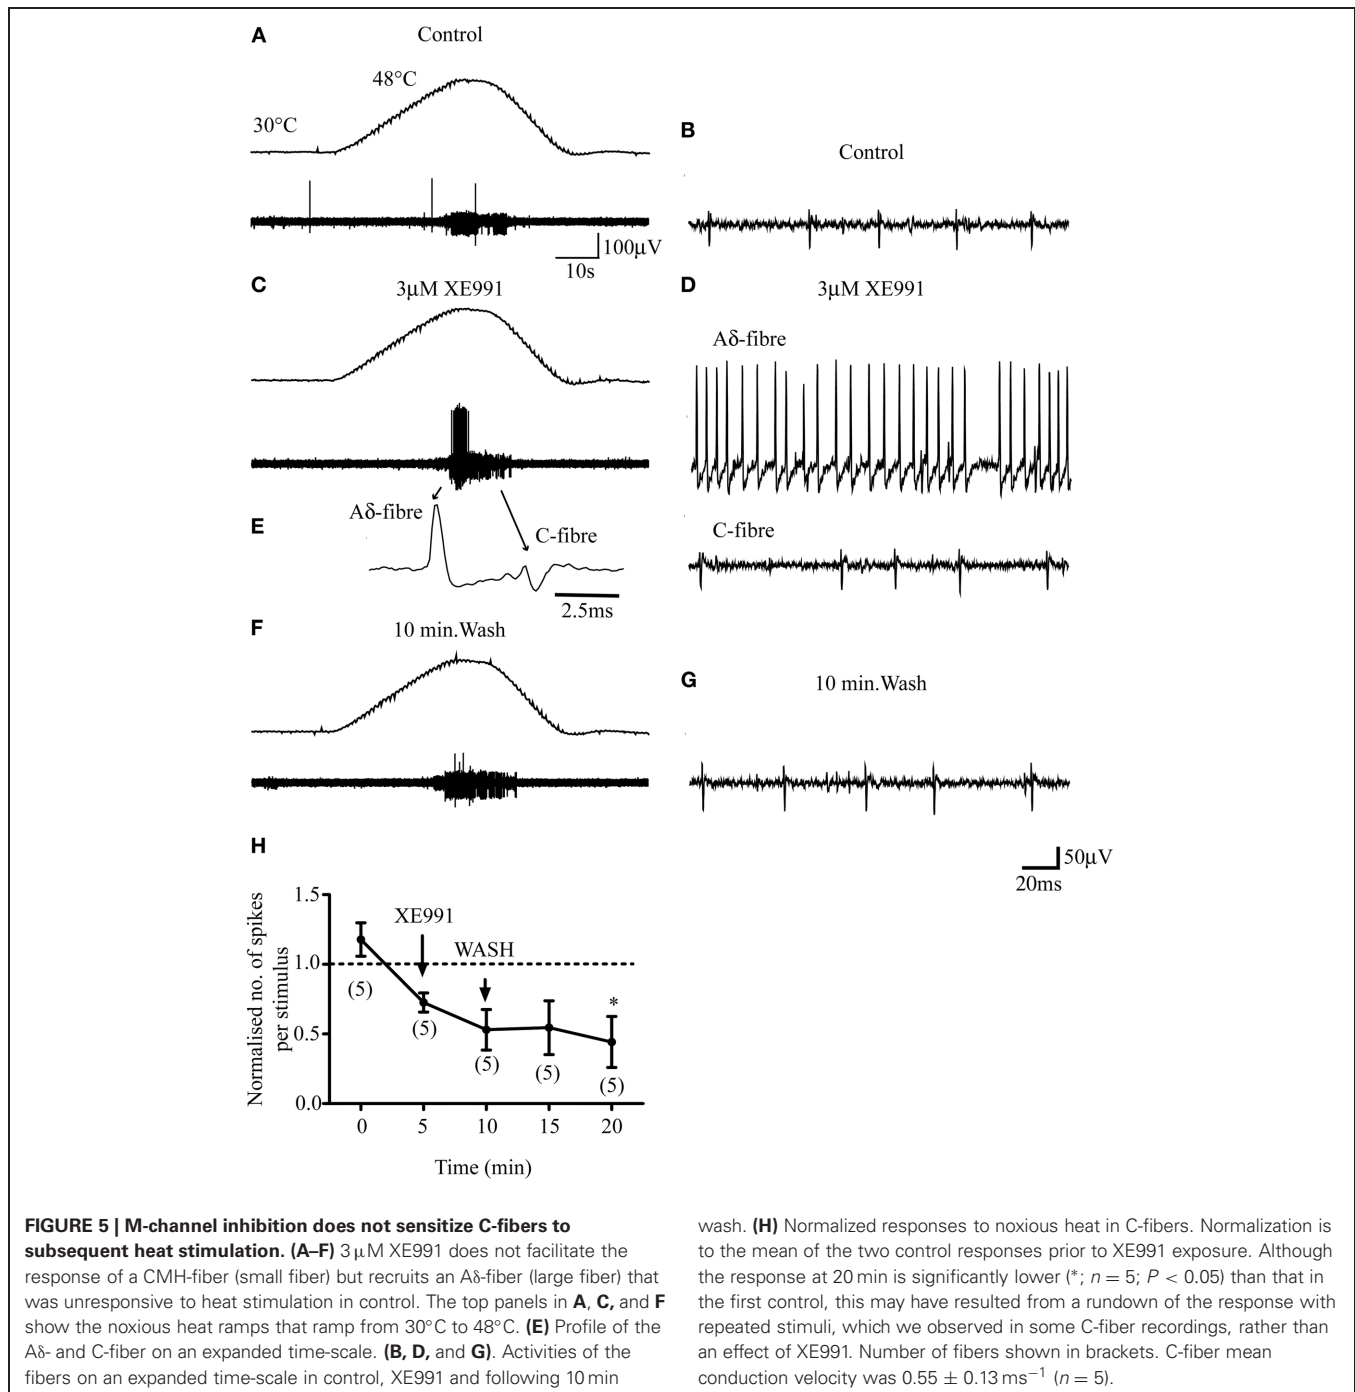 A
Control
48°C
30°C
100µV
10s
B
Control
C
3µM XE991
D
3µM XE991
Aδ-fibre
E
Aδ-fibre
C-fibre
2.5ms
C-fibre
F
10 min.Wash
G
10 min.Wash
50µV
20ms
H
Normalised no. of spikes
per stimulus
1.5
1.0
0.5
0.0
XE991
WASH
(5)
(5)
(5)
(5)
*
(5)
0 5 10 15 20
Time (min)
FIGURE 5 | M-channel inhibition does not sensitize C-fibers to
subsequent heat stimulation. (A–F) 3 µM XE991 does not facilitate the
response of a CMH-fiber (small fiber) but recruits an Aδ-fiber (large fiber) that
was unresponsive to heat stimulation in control. The top panels in A, C, and F
show the noxious heat ramps that ramp from 30°C to 48°C. (E) Profile of the
Aδ- and C-fiber on an expanded time-scale. (B, D, and G). Activities of the
fibers on an expanded time-scale in control, XE991 and following 10 min
wash. (H) Normalized responses to noxious heat in C-fibers. Normalization is
to the mean of the two control responses prior to XE991 exposure. Although
the response at 20 min is significantly lower (*; n = 5; P < 0.05) than that in
the first control, this may have resulted from a rundown of the response with
repeated stimuli, which we observed in some C-fiber recordings, rather than
an effect of XE991. Number of fibers shown in brackets. C-fiber mean
conduction velocity was 0.55 ± 0.13 ms⁻¹ (n = 5).